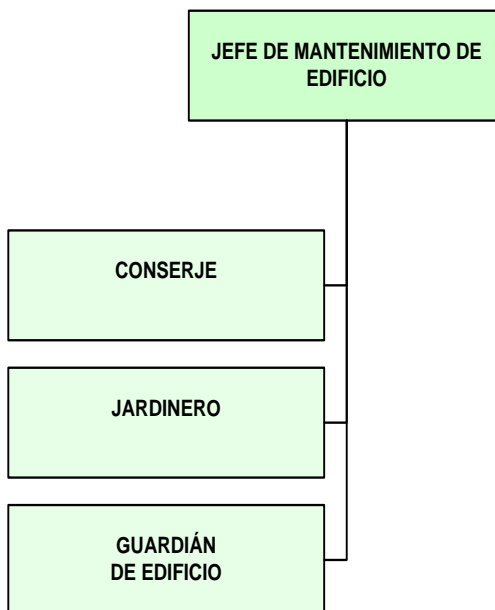 JEFE DE MANTENIMIENTO DE
EDIFICIO
CONSERJE
JARDINERO
GUARDIÁN
DE EDIFICIO